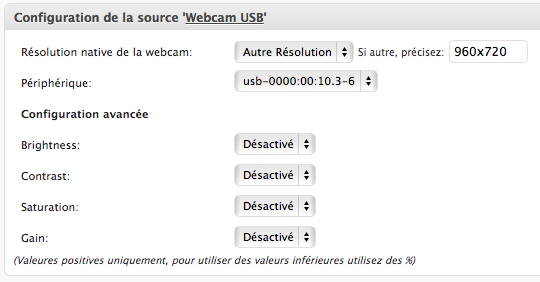 Configuration de la source 'Webcam USB'
Résolution native de la webcam: Autre Résolution Si autre, précisez: 960x720
Périphérique: usb-0000:00:10.3-6
Configuration avancée
Brightness: Désactivé
Contrast: Désactivé
Saturation: Désactivé
Gain: Désactivé
(Valeures positives uniquement, pour utiliser des valeurs inférieures utilisez des %)